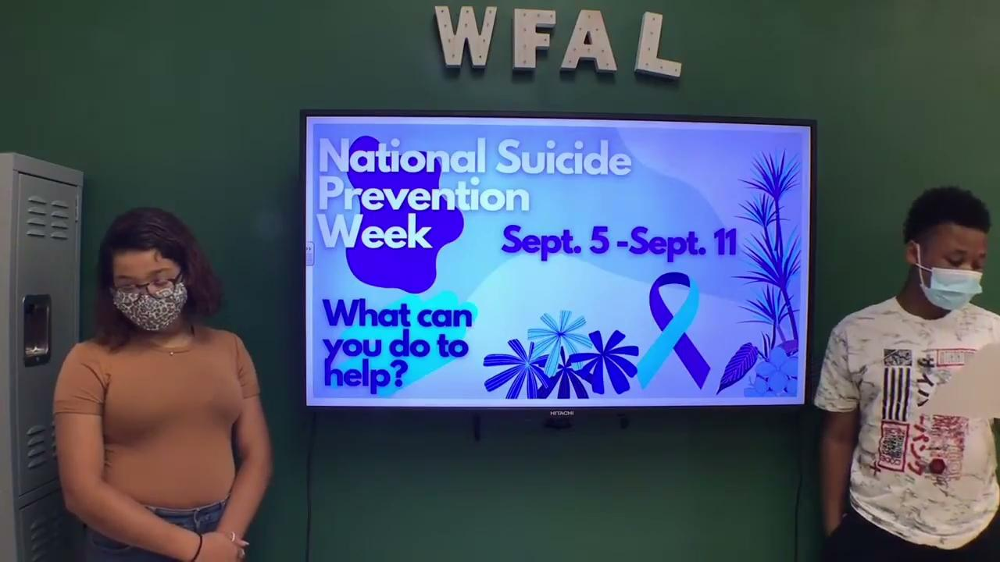 WFAL
National Suicide
Prevention
Week
Sept. 5 -Sept. 11
What can
you do to
help?
HITACHI